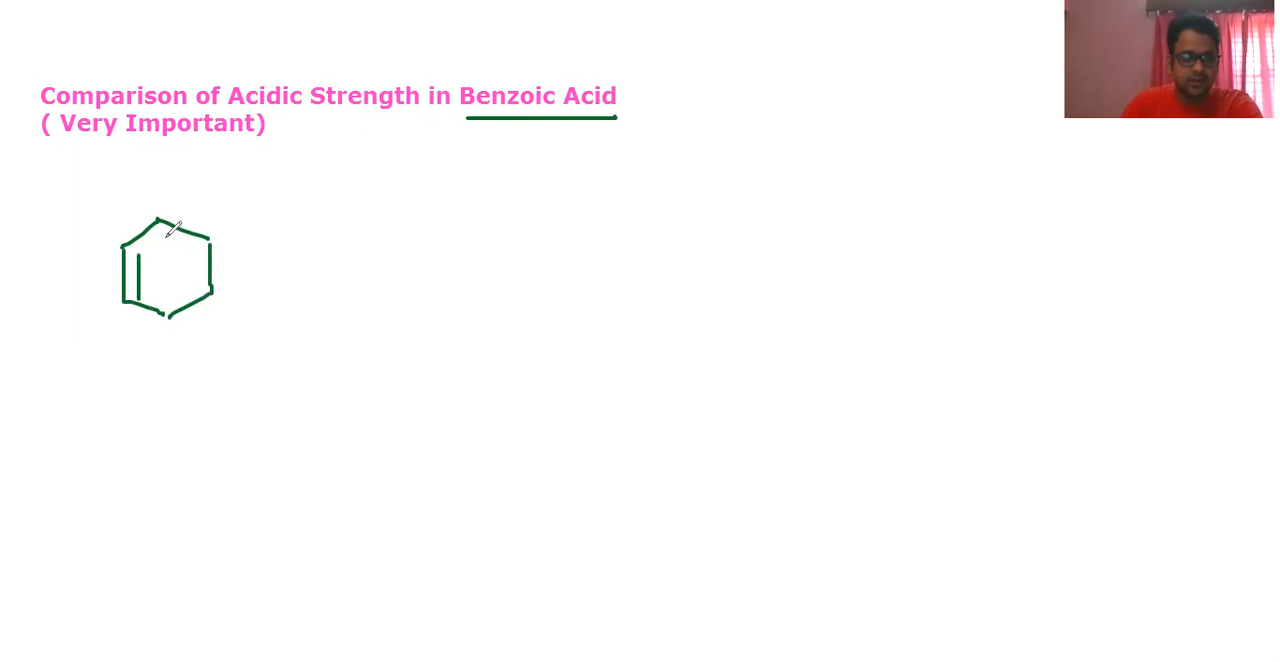 Comparison of Acidic Strength in Benzoic Acid
( Very Important)